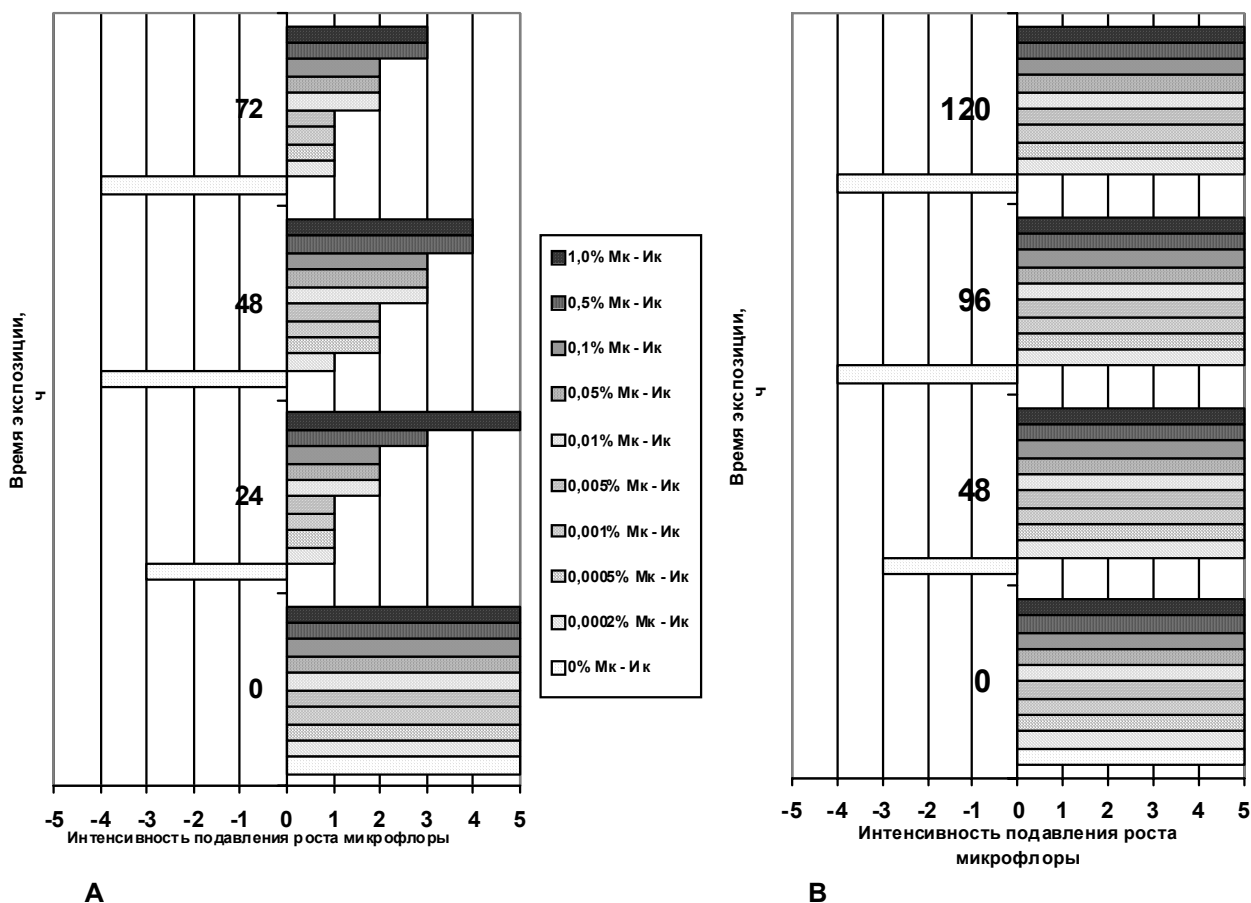 72
48
24
0
Время экспозиции,
ч
-5 -4 -3 -2 -1 0 1 2 3 4 5
Интенсивность подавления роста микрофлоры
А
1,0% Мк - Ик
0,5% Мк - Ик
0,1% Мк - Ик
0,05% Мк - Ик
0,01% Мк - Ик
0,005% Мк - Ик
0,001% Мк - Ик
0,0005% Мк - Ик
0,0002% Мк - Ик
0% Мк - Ик
120
96
48
0
Время экспозиции,
ч
-5 -4 -3 -2 -1 0 1 2 3 4 5
Интенсивность подавления роста
микрофлоры
В